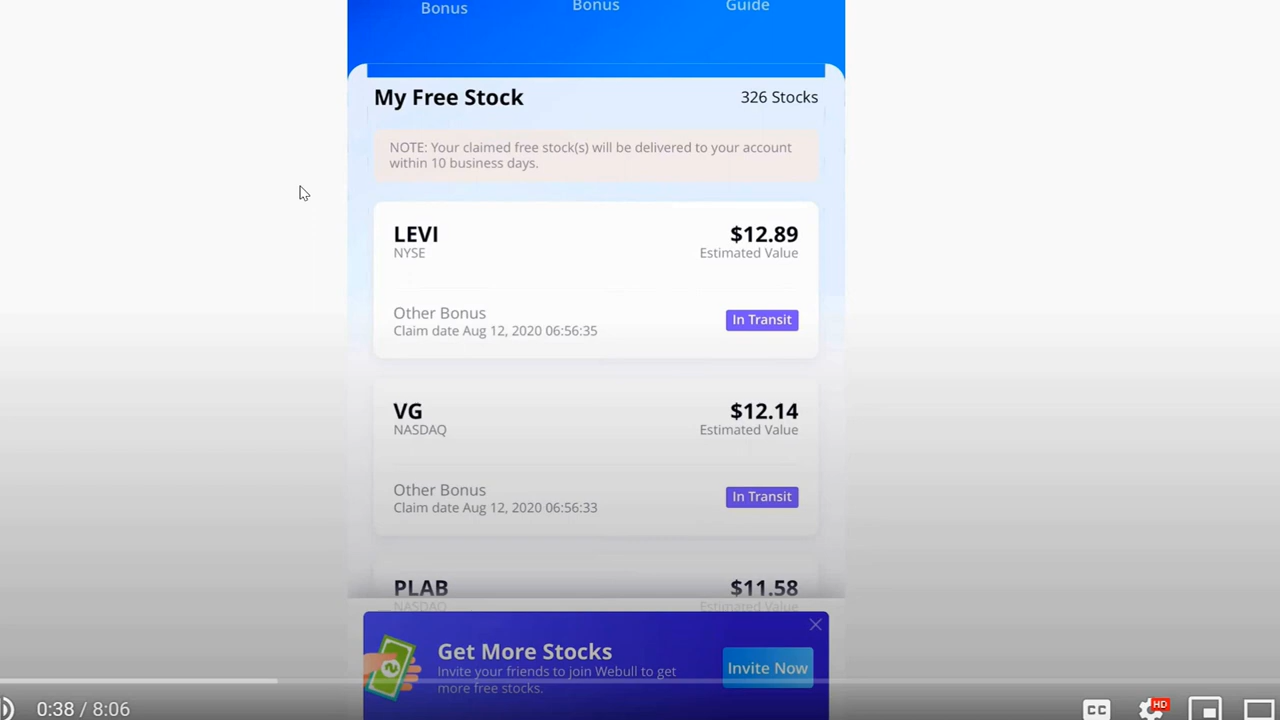 Bonus
Bonus
Guide
My Free Stock
326 Stocks
NOTE: Your claimed free stock(s) will be delivered to your account
within 10 business days.
LEVI
$12.89
NYSE
Estimated Value
Other Bonus
Claim date Aug 12, 2020 06:56:35
In Transit
VG
$12.14
NASDAQ
Estimated Value
Other Bonus
Claim date Aug 12, 2020 06:56:33
In Transit
PLAB
$11.58
NASDAQ
Estimated Value
Get More Stocks
Invite your friends to join Webull to get
more free stocks.
Invite Now
0:38 / 8:06
CC
HD